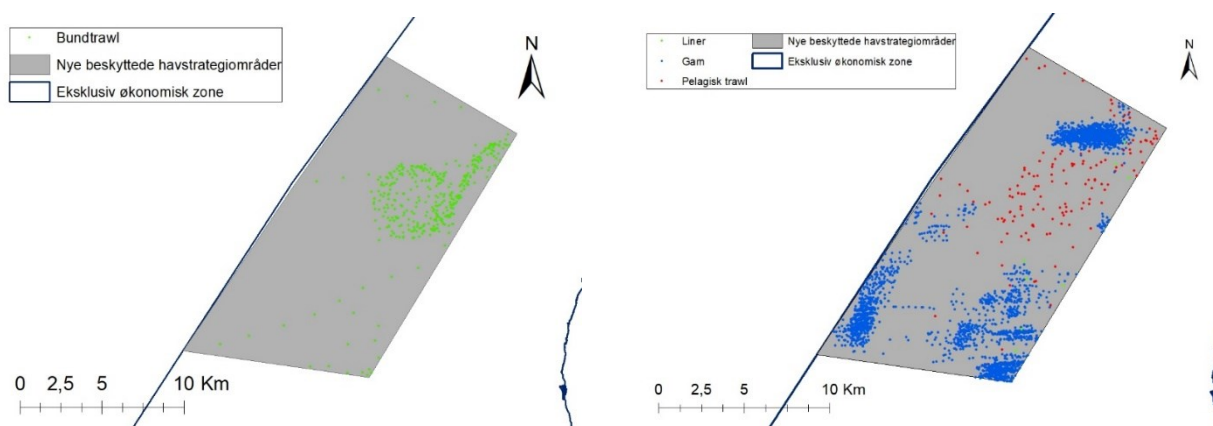 Bundtrawl
Nye beskyttede havstrategiområder
Eksklusiv økonomisk zone
N
0 2,5 5 10 Km
Liner
Gam
Pelagisk trawl
Nye beskyttede havstrategiområder
Eksklusiv økonomisk zone
N
0 2,5 5 10 Km